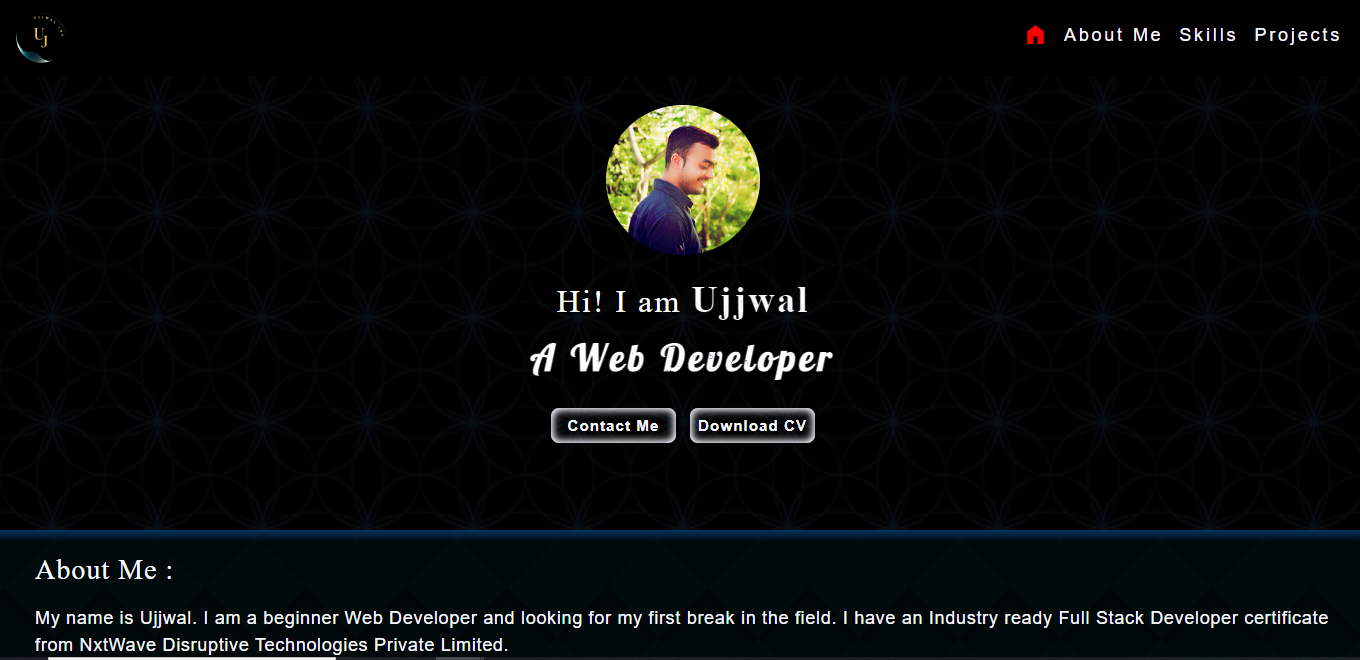 UJ
About Me Skills Projects
Hi! I am Ujjwal
A Web Developer
Contact Me Download CV
About Me :
My name is Ujjwal. I am a beginner Web Developer and looking for my first break in the field. I have an Industry ready Full Stack Developer certificate
from NxtWave Disruptive Technologies Private Limited.